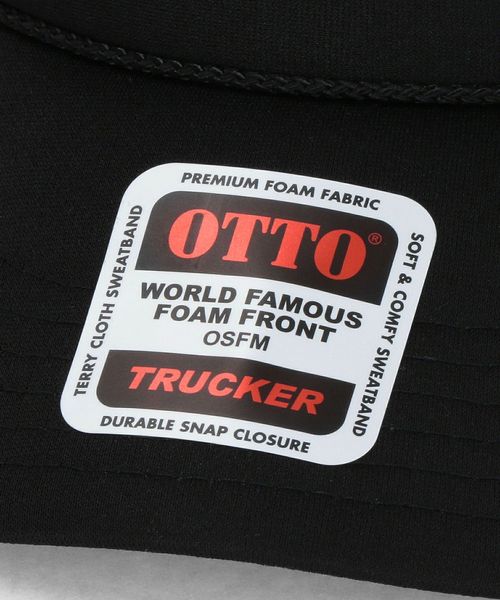 PREMIUM FOAM FABRIC
OTTO®
WORLD FAMOUS
FOAM FRONT
OSFM
TRUCKER
DURABLE SNAP CLOSURE
TERRY CLOTH SWEATBAND
SOFT & COMFY SWEATBAND